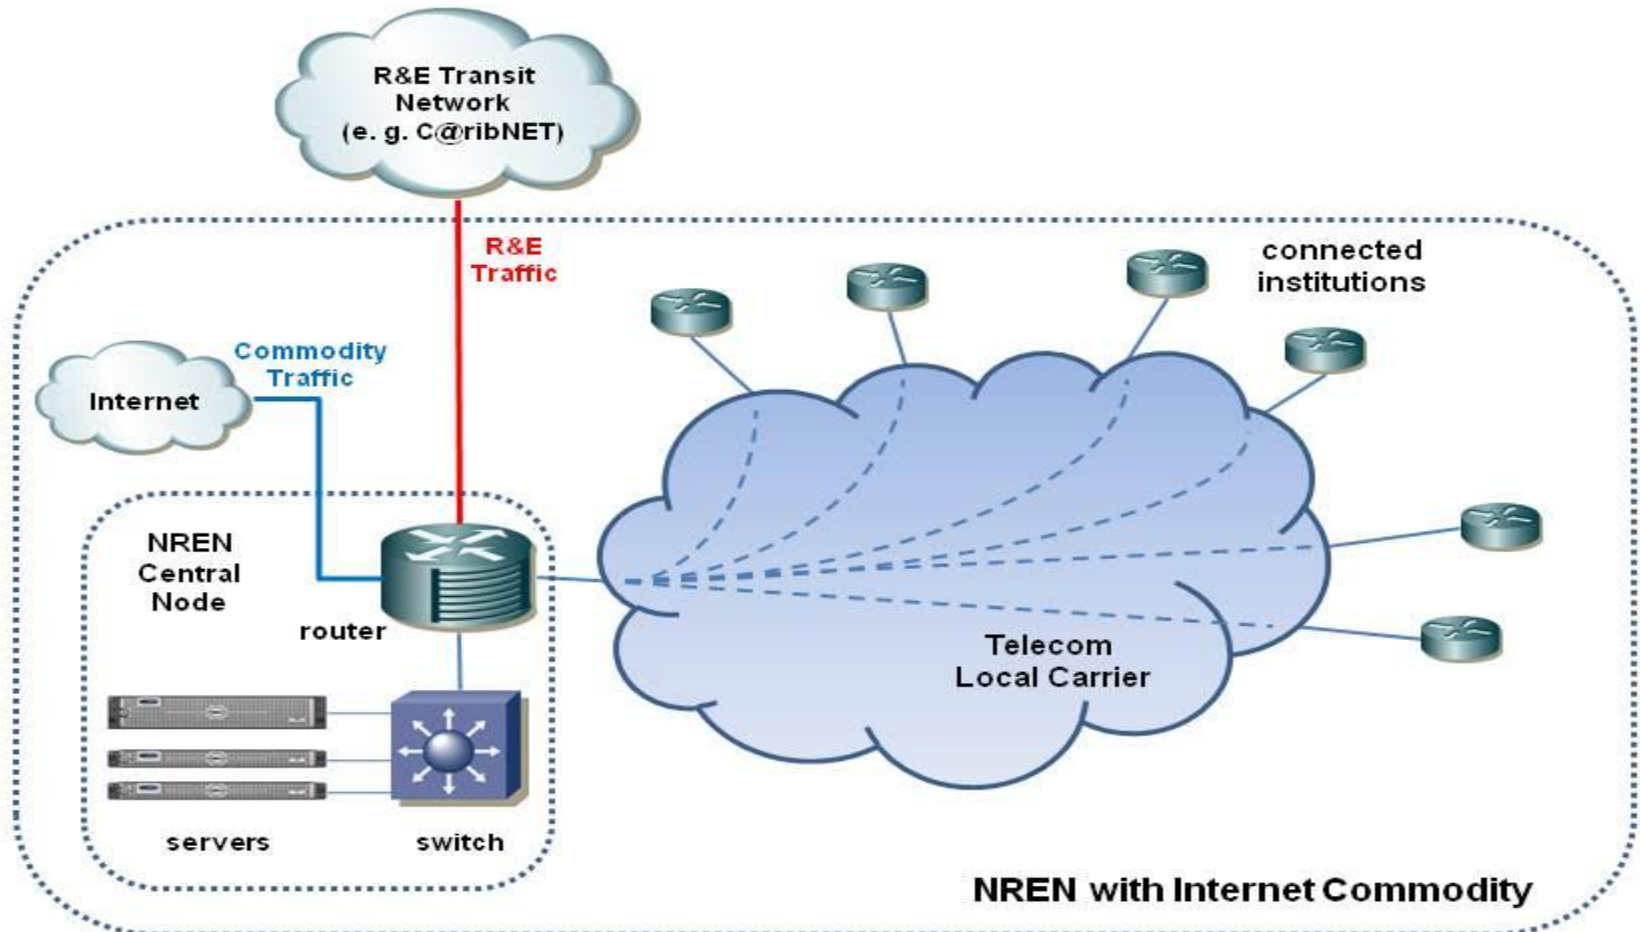 R&E Transit
Network
(e. g. C@ribNET)
R&E
Traffic
connected
institutions
Commodity
Traffic
Internet
NREN
Central
Node
router
Telecom
Local Carrier
servers
switch
NREN with Internet Commodity